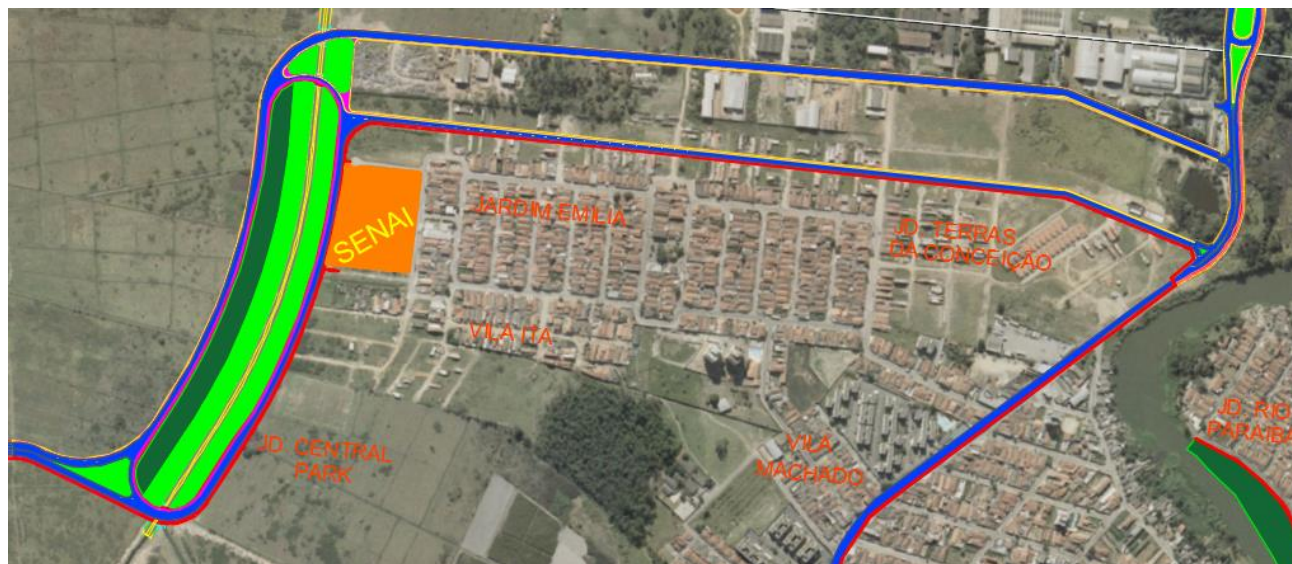 SENAI
JARDIM EMILIA
JD. TERRAS
DA CONCEIÇÃO
VILA ITA
JD. RIO
PARAIBA
JD. CENTRAL
PARK
VILA
MACHADO